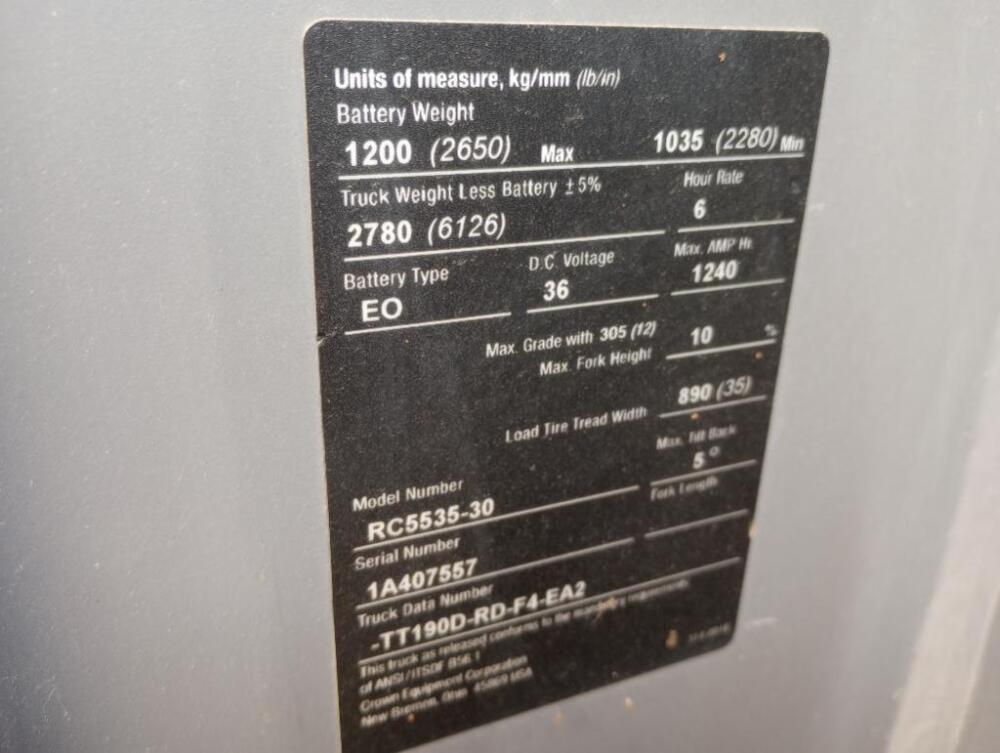 Units of measure, kg/mm (lb/in)
Battery Weight
1200 (2650) Max 1035 (2280) Min
Truck Weight Less Battery ± 5% Hour Rate
2780 (6126) 6
Battery Type D.C. Voltage Max. AMP Hr.
EO 36 1240
Max. Grade with 305 (12) 10 %
Max. Fork Height
890 (35)
Load Tire Tread Width
Max. Tilt Back
5°
Model Number Fork Length
RC5535-30
Serial Number
1A407557
Truck Data Number
-TT190D-RD-F4-EA2
This truck as released conforms to the mandatory requirements
of ANSI/ITSDF B56.1
Crown Equipment Corporation
New Bremen, Ohio 45869 USA